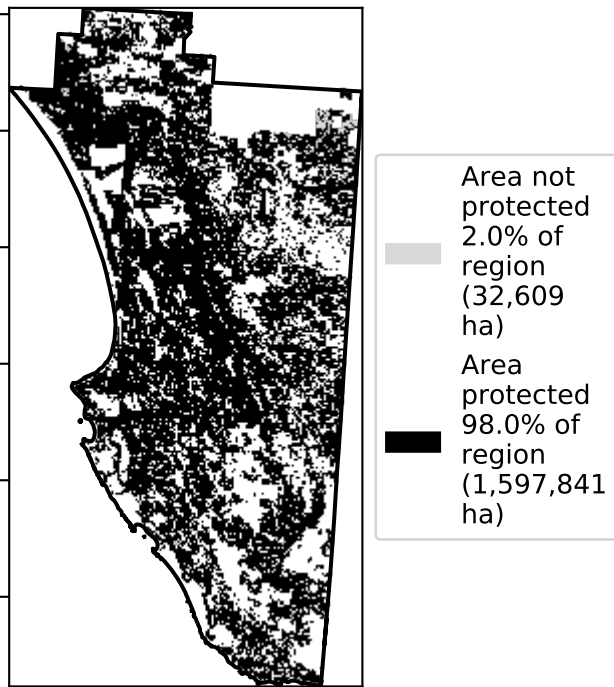 Area not
protected
2.0% of
region
(32,609
ha)
Area
protected
98.0% of
region
(1,597,841
ha)